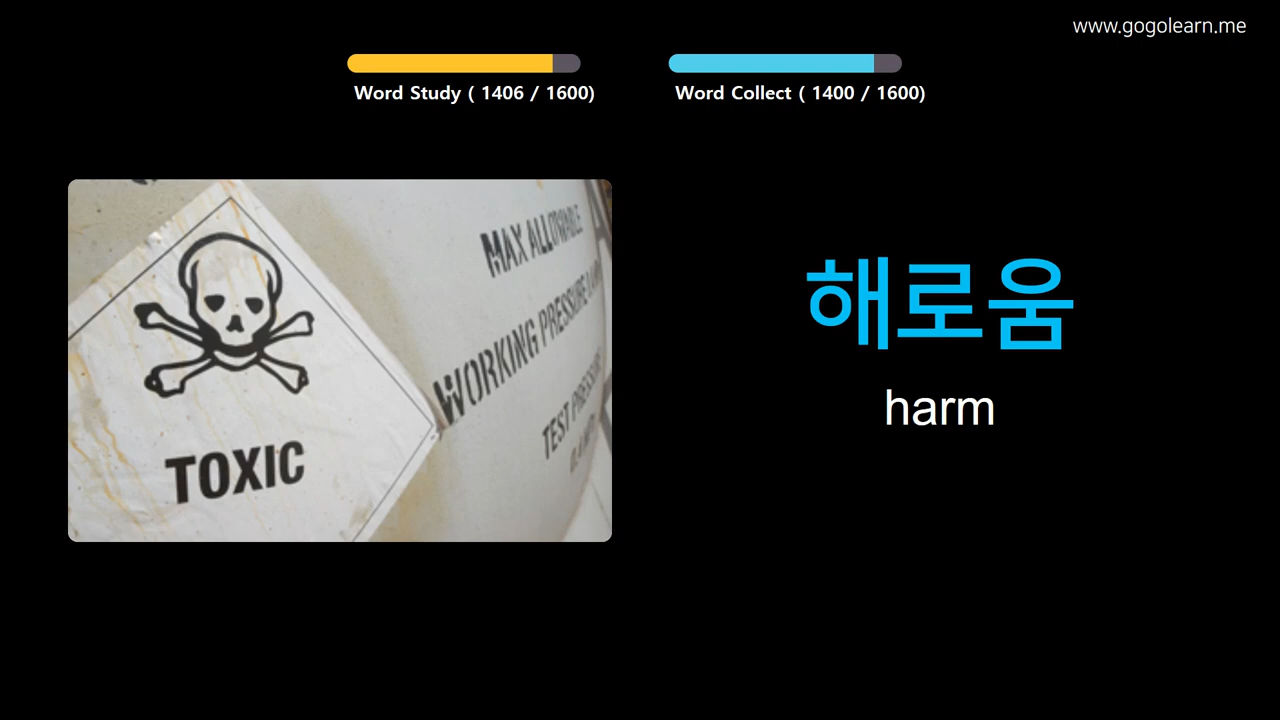 www.gogolearn.me
Word Study ( 1406 / 1600)
Word Collect ( 1400 / 1600)
MAX ALLOWABLE
WORKING PRESSURE
TEST PRESSURE
TOXIC
해로움
harm